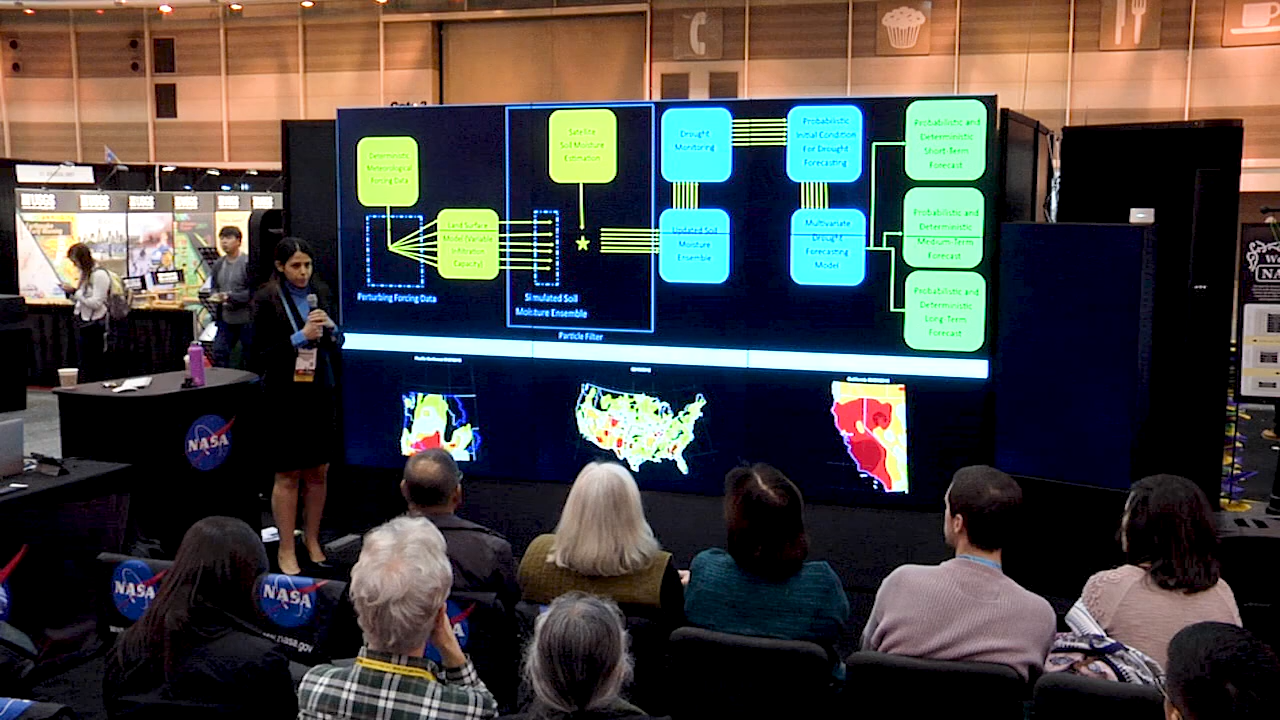 Deterministic
Meteorological
Forcing Data
Perturbing Forcing Data
Land Surface
Model (Variable
Infiltration
Capacity)
Satellite
Soil Moisture
Estimation
Simulated Soil
Moisture Ensemble
Particle Filter
Drought
Monitoring
Updated Soil
Moisture
Ensemble
Probabilistic
Initial Condition
For Drought
Forecasting
Multivariate
Drought
Forecasting
Model
Probabilistic and
Deterministic
Short-Term
Forecast
Probabilistic and
Deterministic
Medium-Term
Forecast
Probabilistic and
Deterministic
Long-Term
Forecast
NASA
NASA
NASA
www.nasa.gov